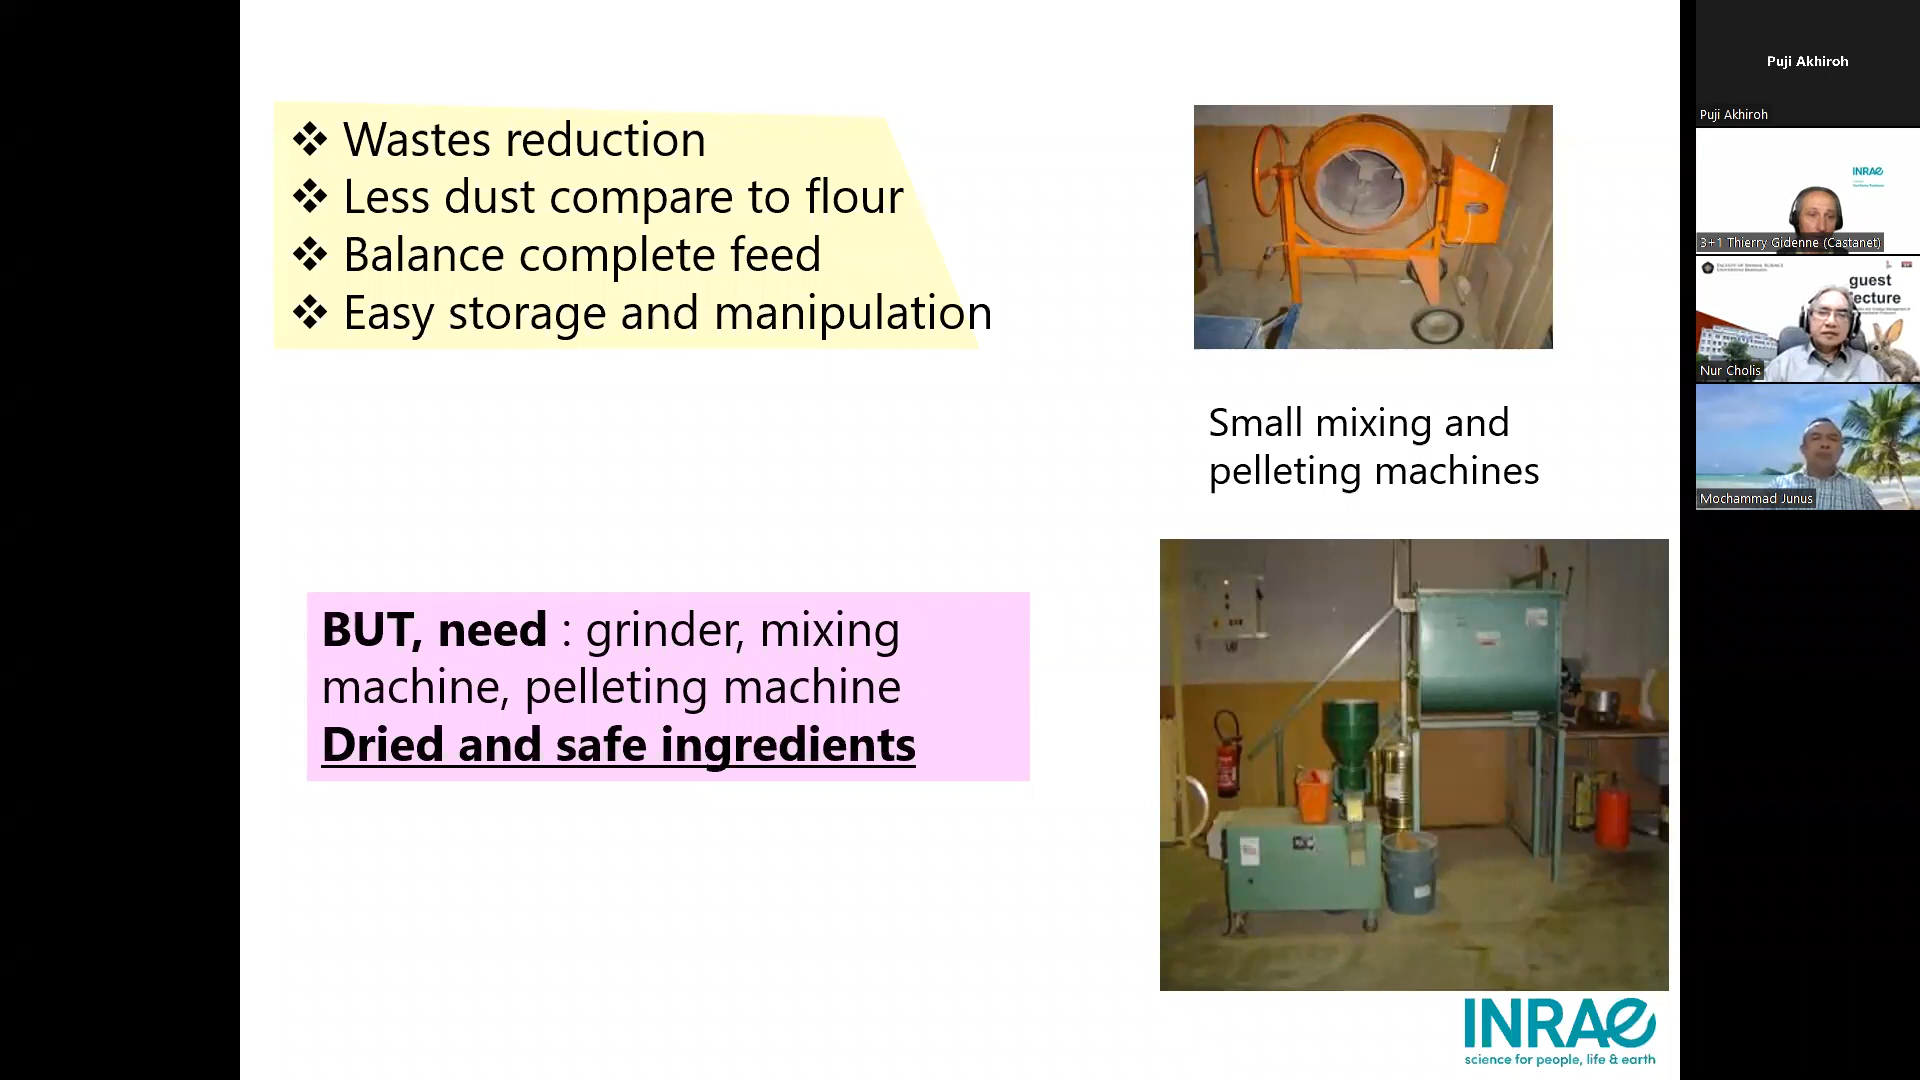 ❖ Wastes reduction
❖ Less dust compare to flour
❖ Balance complete feed
❖ Easy storage and manipulation
Small mixing and
pelleting machines
BUT, need : grinder, mixing
machine, pelleting machine
Dried and safe ingredients
INRAE
science for people, life & earth
Puji Akhiroh
Puji Akhiroh
INRAE
3+1 Thierry Gidenne (Castanet)
guest
lecture
Nur Cholis
Mochammad Junus